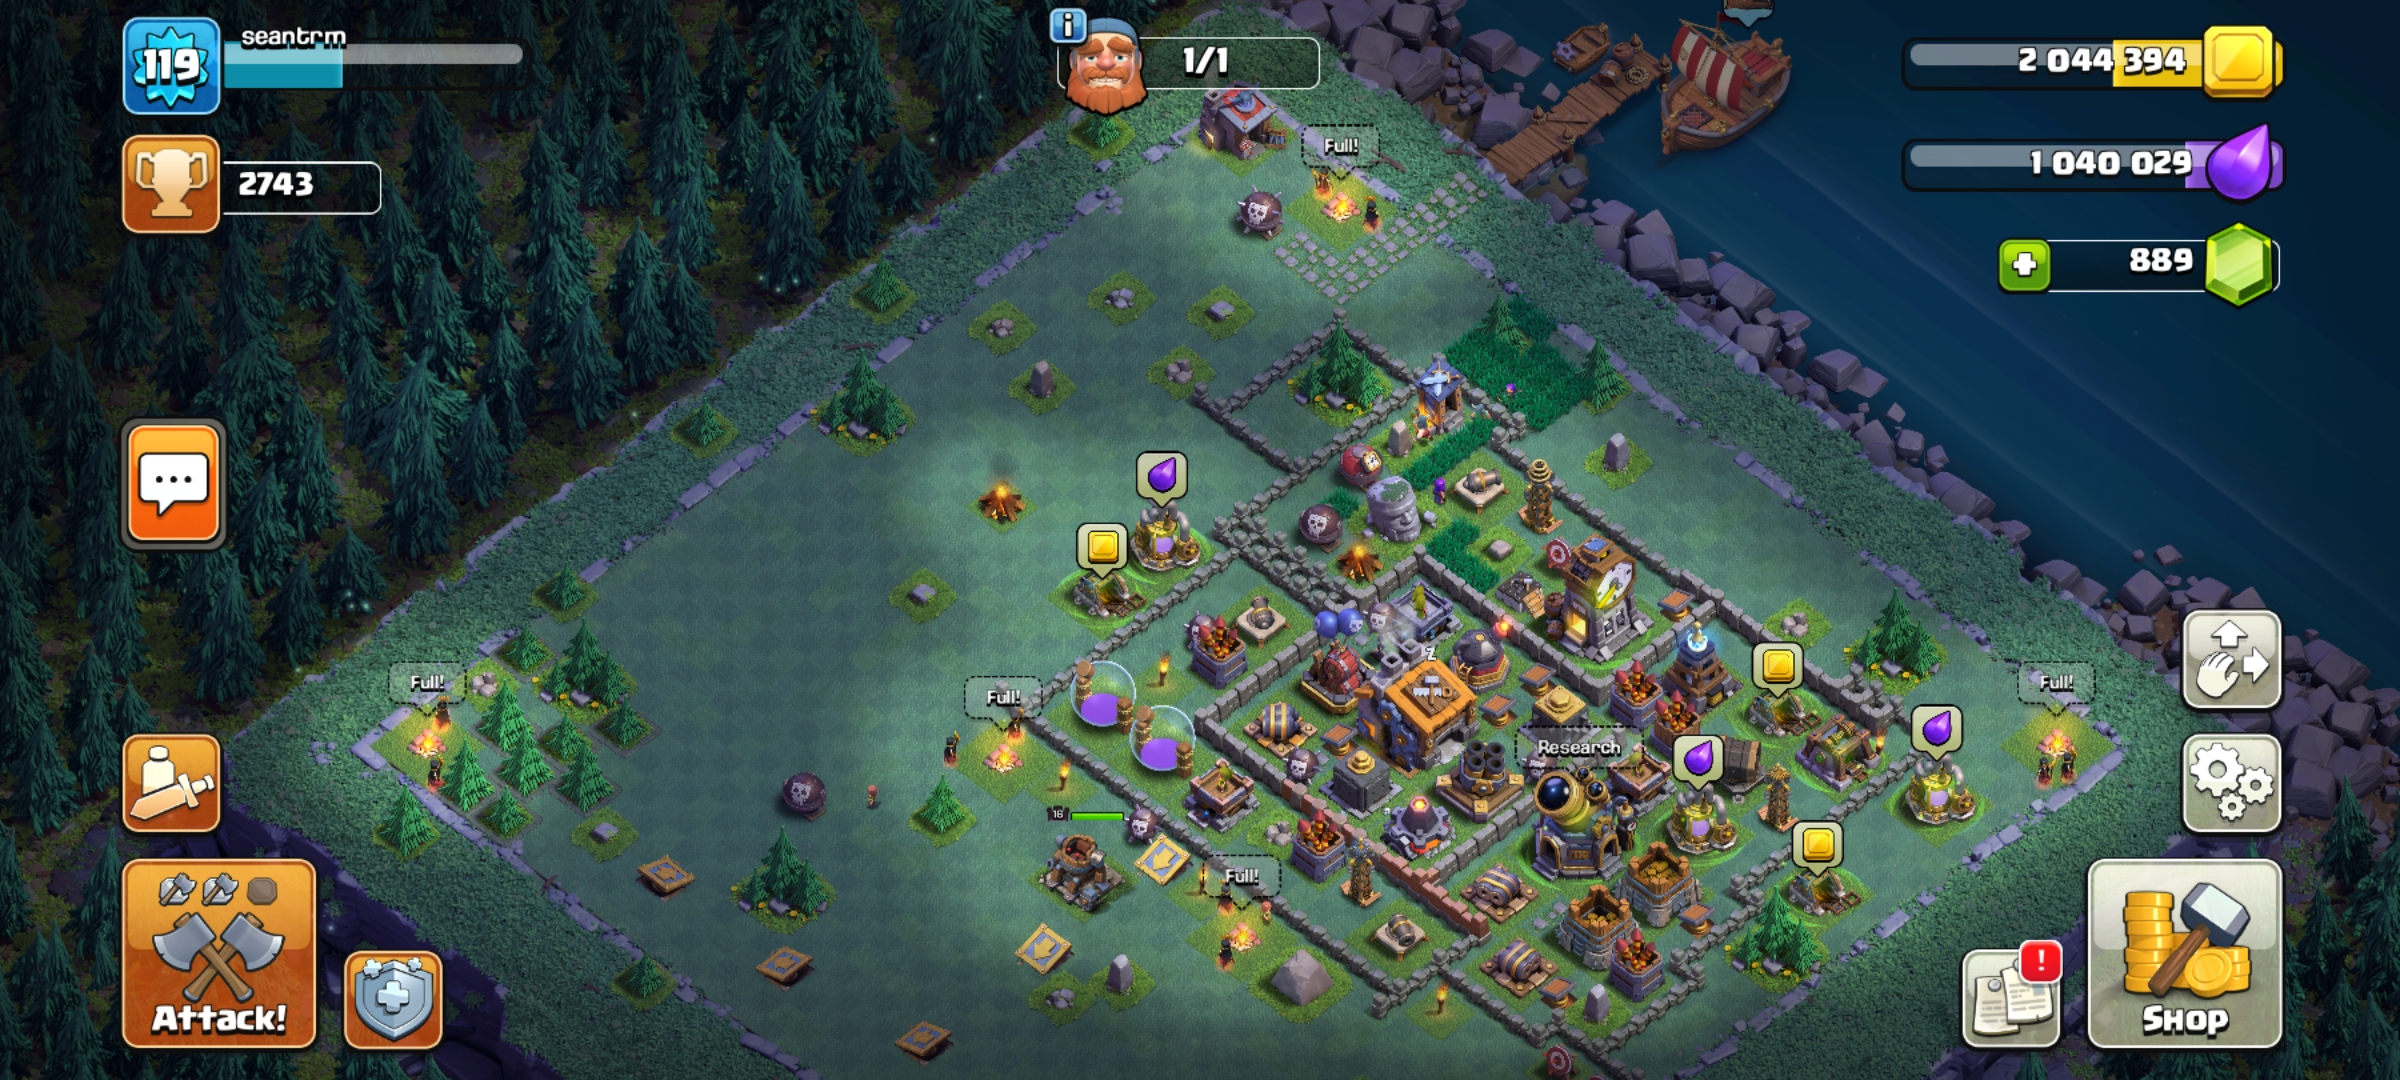 119
seantrm
1/1
2 044 394
2743
1 040 029
889
Full!
Full!
Full!
Full!
Research
z
16
Full!
Attack!
!
Shop